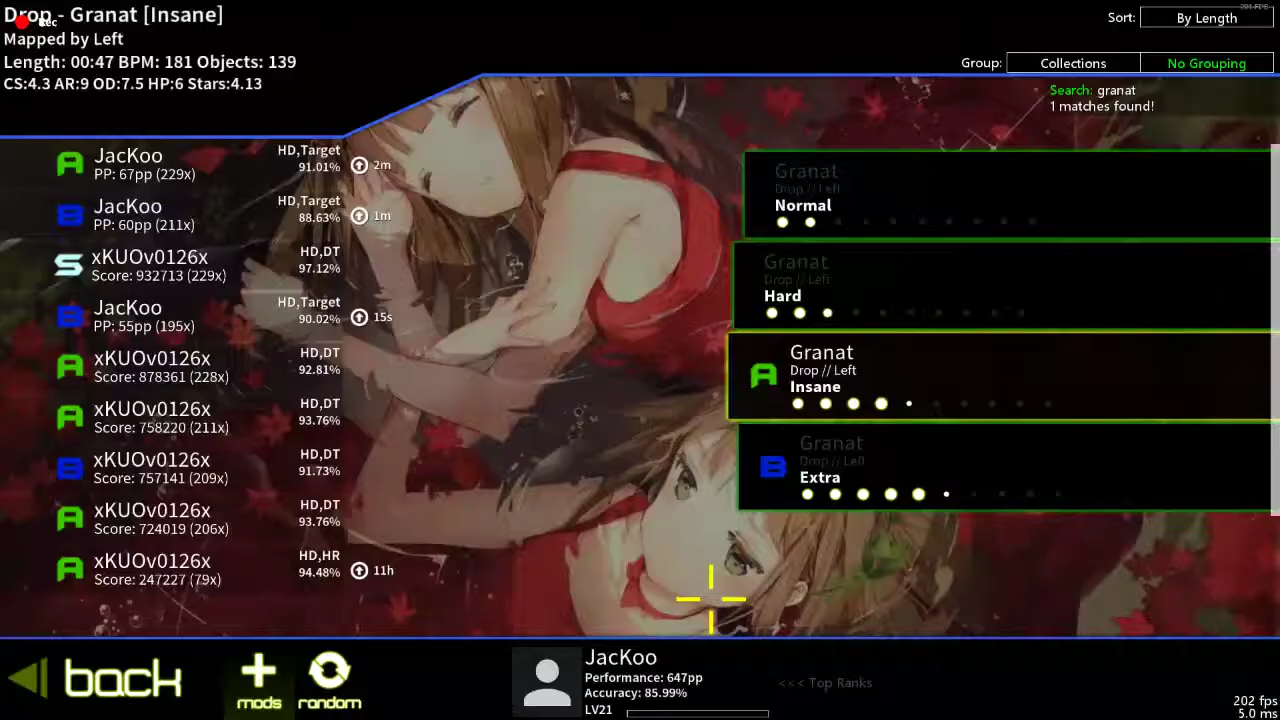 Drop - Granat [Insane]
Rec
Mapped by Left
Length: 00:47 BPM: 181 Objects: 139
CS:4.3 AR:9 OD:7.5 HP:6 Stars:4.13
Sort: By Length
Group: Collections No Grouping
Search: granat
1 matches found!
A JacKoo HD,Target
PP: 67pp (229x) 91.01% 2m
B JacKoo HD,Target
PP: 60pp (211x) 88.63% 1m
S xKUOv0126x HD,DT
Score: 932713 (229x) 97.12%
B JacKoo HD,Target
PP: 55pp (195x) 90.02% 15s
A xKUOv0126x HD,DT
Score: 878361 (228x) 92.81%
A xKUOv0126x HD,DT
Score: 758220 (211x) 93.76%
B xKUOv0126x HD,DT
Score: 757141 (209x) 91.73%
A xKUOv0126x HD,DT
Score: 724019 (206x) 93.76%
A xKUOv0126x HD,HR
Score: 247227 (79x) 94.48% 11h
Granat
Drop // Left
Normal
Granat
Drop // Left
Hard
A Granat
Drop // Left
Insane
Granat
Drop // Left
B Extra
back
mods
random
JacKoo
Performance: 647pp
Accuracy: 85.99%
LV21
<<< Top Ranks
202 fps
5.0 ms